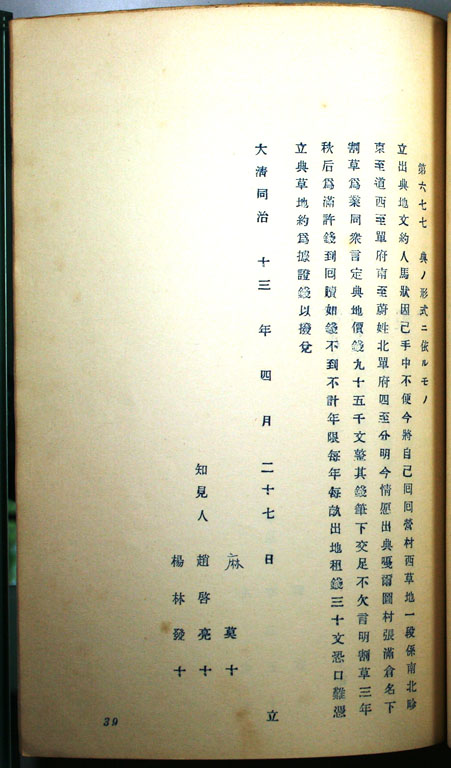 第六七七　典ノ形式ニ依ルモノ
立出典地文約人馬狀因己手中不便今將自己回回營村西草地一段係南北畛
東至道西至單府南至蔚姓北單府四至分明今情愿出典嘎爾圖村張滿倉名下
割草爲業同衆言定典地價錢九十五千文整其錢筆下交足不欠言明割草三年
秋后爲滿許錢到回贖如錢不到不計年限每年每畝出地租錢三十文恐口難憑
立典草地約爲據證錢以撥兌
大淸同治　十三　年　四　月　二十七　日　立
麻　莫　十
知見人　趙　啓　亮　十
楊　林　發　十
39